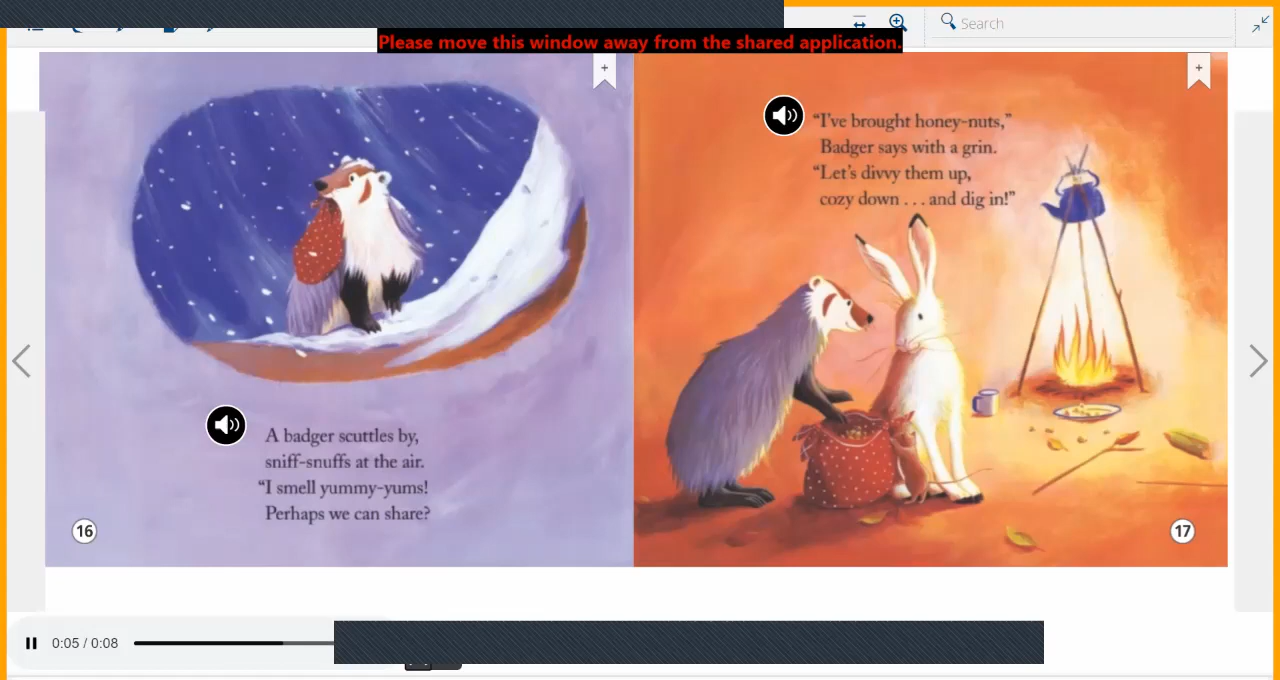 Search
Please move this window away from the shared application.
+
+
“I’ve brought honey-nuts,”
Badger says with a grin.
“Let’s divvy them up,
cozy down . . . and dig in!”
A badger scuttles by,
sniff-snuffs at the air.
“I smell yummy-yums!
Perhaps we can share?
16
17
0:05 / 0:08